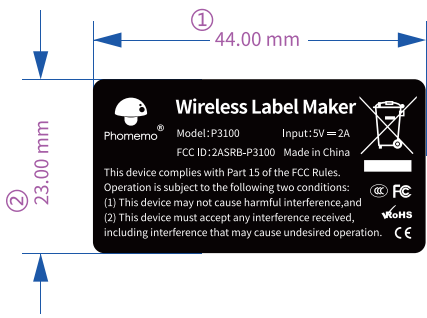 ①
44.00 mm
② 23.00 mm
Phomemo®
Wireless Label Maker
Model:P3100 Input:5V⎓2A
FCC ID:2ASRB-P3100 Made in China
This device complies with Part 15 of the FCC Rules.
Operation is subject to the following two conditions:
(1) This device may not cause harmful interference,and
(2) This device must accept any interference received,
including interference that may cause undesired operation.
CCC FC
RoHS
CE